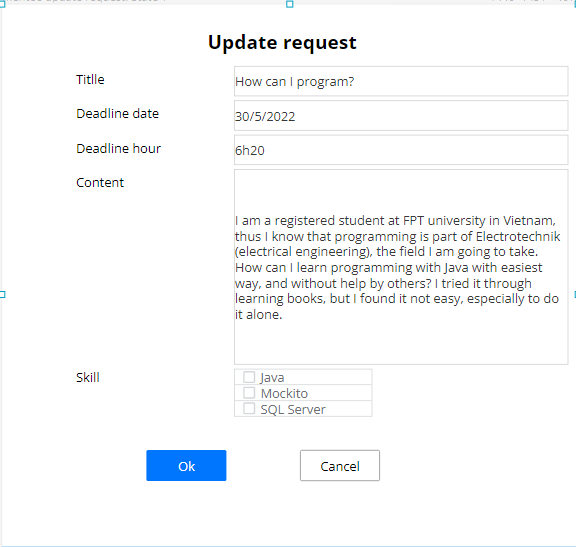 Update request
Titlle
How can I program?
Deadline date
30/5/2022
Deadline hour
6h20
Content
I am a registered student at FPT university in Vietnam,
thus I know that programming is part of Electrotechnik
(electrical engineering), the field I am going to take.
How can I learn programming with Java with easiest
way, and without help by others? I tried it through
learning books, but I found it not easy, especially to do
it alone.
Skill
Java
Mockito
SQL Server
Ok
Cancel